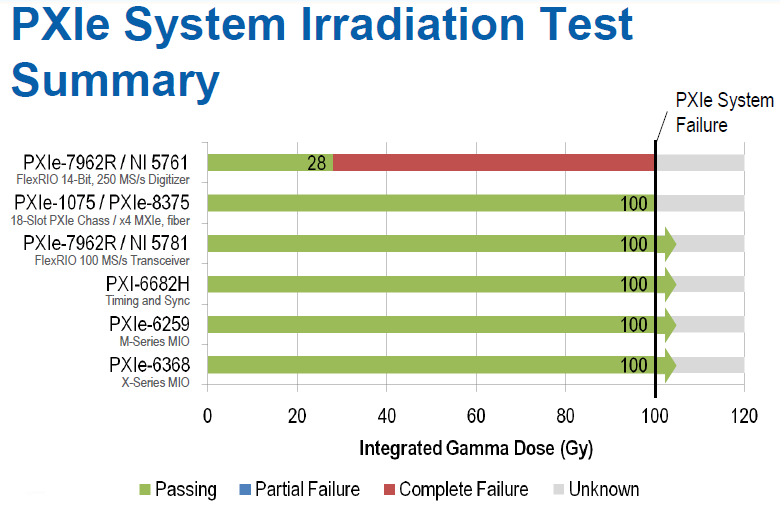 PXIe System Irradiation Test
Summary
PXIe System
Failure
PXIe-7962R / NI 5761
FlexRIO 14-Bit, 250 MS/s Digitizer
28
PXIe-1075 / PXIe-8375
18-Slot PXIe Chass / x4 MXIe, fiber
100
PXIe-7962R / NI 5781
FlexRIO 100 MS/s Transceiver
100
PXI-6682H
Timing and Sync
100
PXIe-6259
M-Series MIO
100
PXIe-6368
X-Series MIO
100
0 20 40 60 80 100 120
Integrated Gamma Dose (Gy)
Passing Partial Failure Complete Failure Unknown